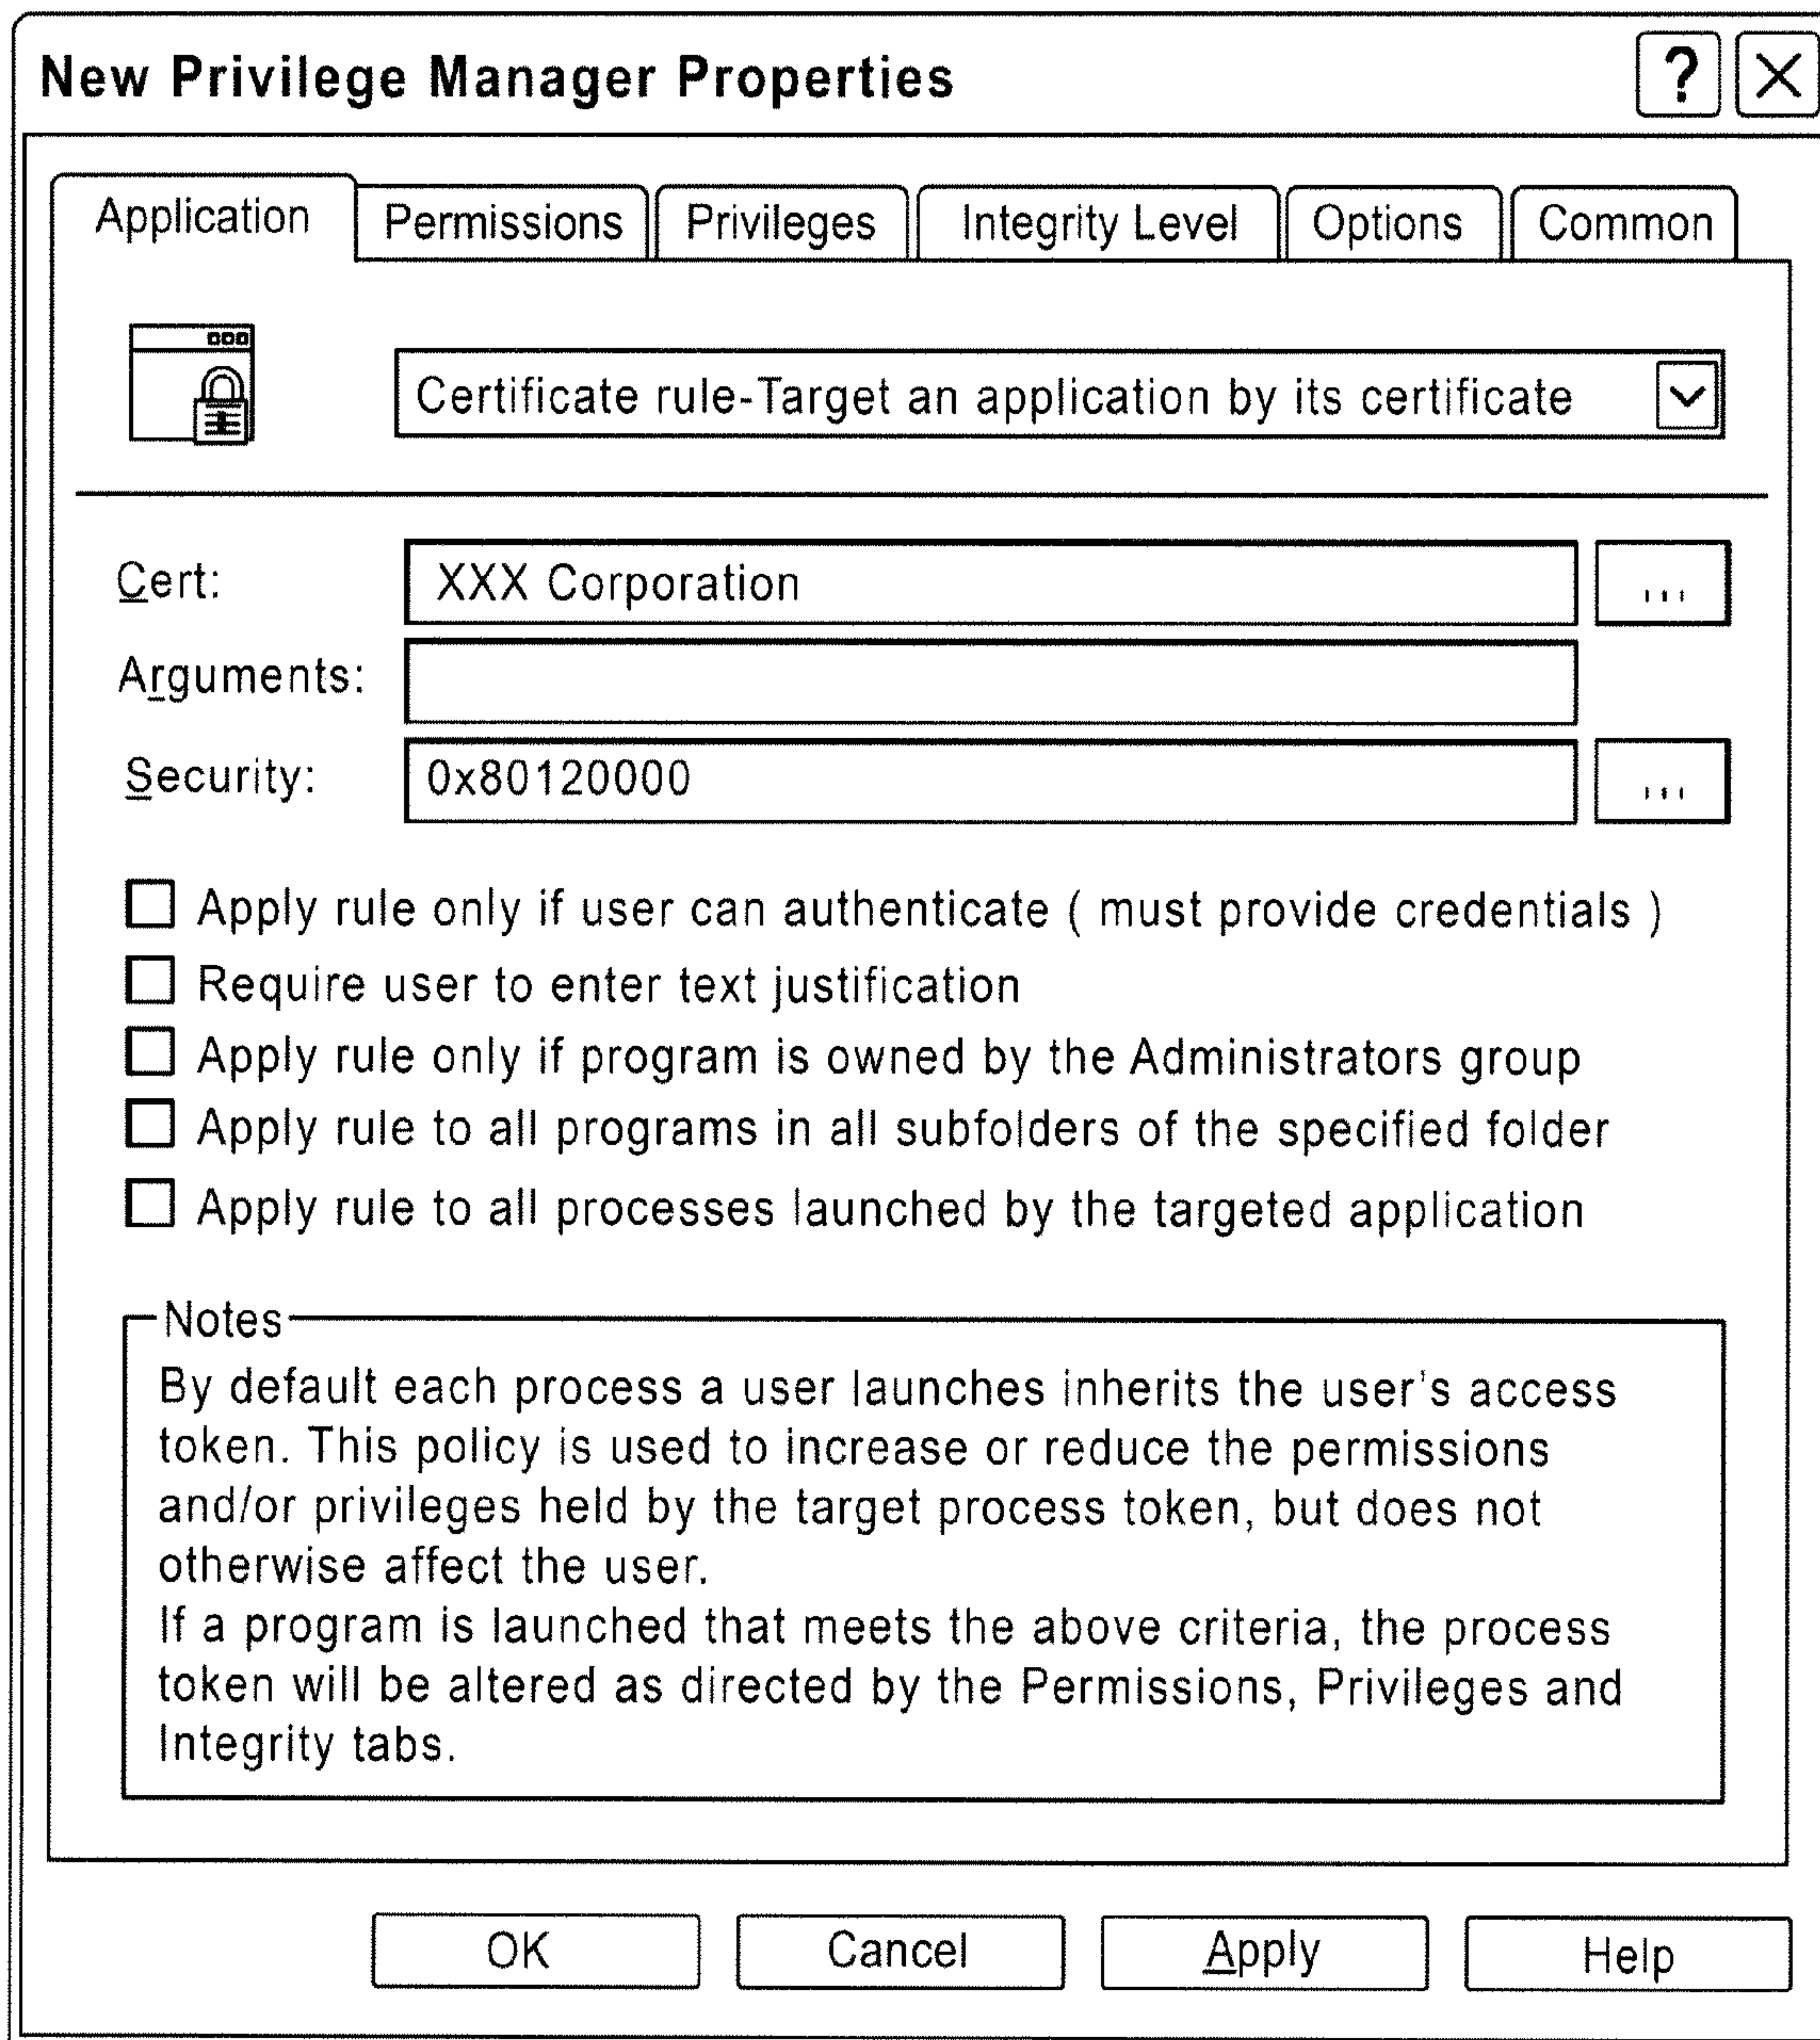 New Privilege Manager Properties
?
Application Permissions Privileges Integrity Level Options Common
Certificate rule-Target an application by its certificate
Cert: XXX Corporation ...
Arguments:
Security: 0x80120000 ...
Apply rule only if user can authenticate ( must provide credentials )
Require user to enter text justification
Apply rule only if program is owned by the Administrators group
Apply rule to all programs in all subfolders of the specified folder
Apply rule to all processes launched by the targeted application
Notes
By default each process a user launches inherits the user's access
token. This policy is used to increase or reduce the permissions
and/or privileges held by the target process token, but does not
otherwise affect the user.
If a program is launched that meets the above criteria, the process
token will be altered as directed by the Permissions, Privileges and
Integrity tabs.
OK Cancel Apply Help